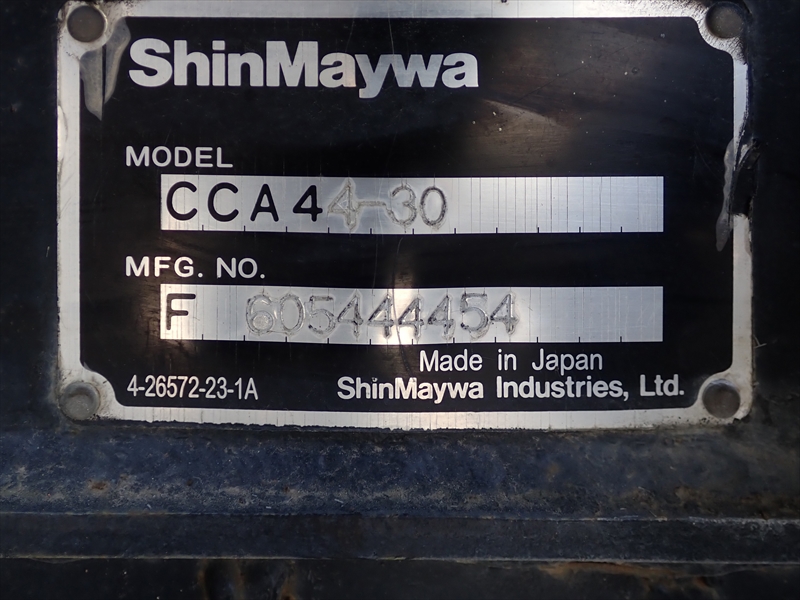 ShinMaywa
MODEL
CCA44-30
MFG. NO.
F 605444454
Made in Japan
4-26572-23-1A
ShinMaywa Industries, Ltd.